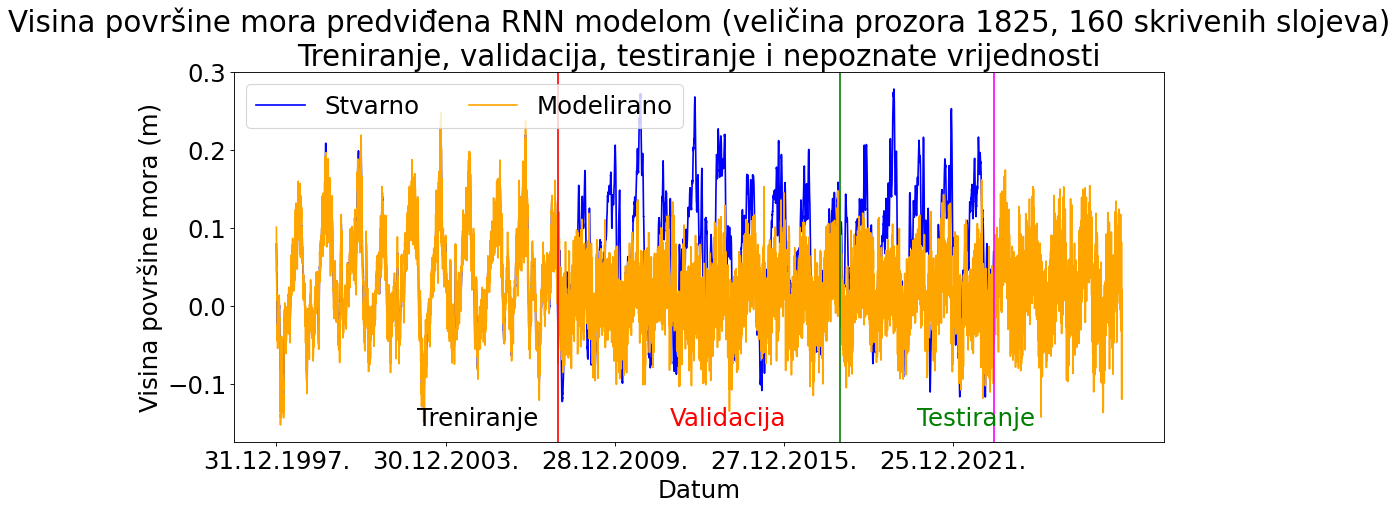 Visina površine mora predviđena RNN modelom (veličina prozora 1825, 160 skrivenih slojeva)
Treniranje, validacija, testiranje i nepoznate vrijednosti
Stvarno Modelirano
Visina površine mora (m)
0.3
0.2
0.1
0.0
−0.1
Treniranje Validacija Testiranje
31.12.1997. 30.12.2003. 28.12.2009. 27.12.2015. 25.12.2021.
Datum